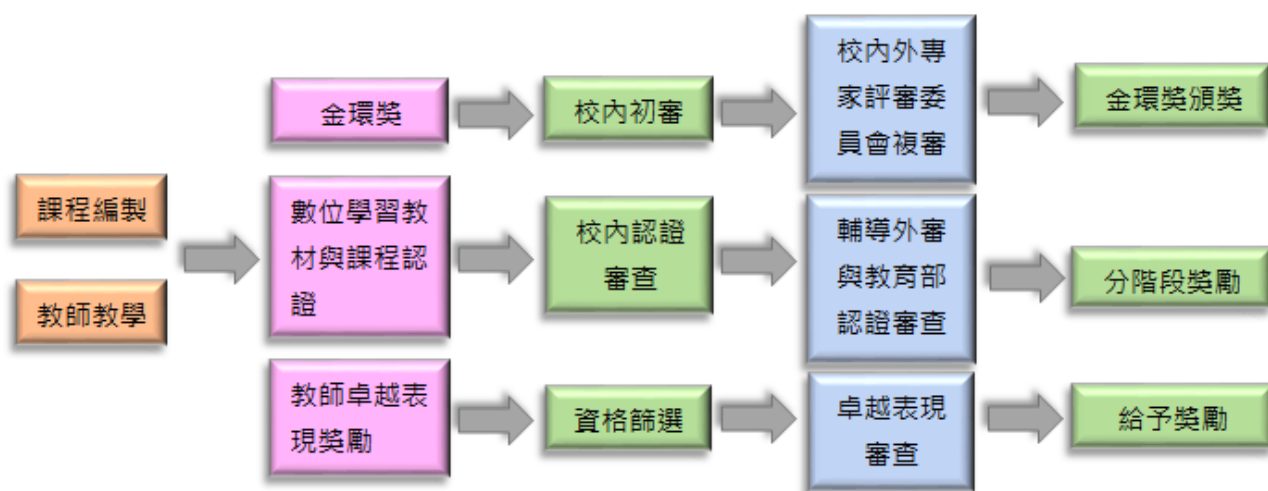 課程編製
教師教學
金環獎
校內初審
校內外專
家評審委
員會複審
金環獎頒獎
數位學習教
材與課程認
證
校內認證
審查
輔導外審
與教育部
認證審查
分階段獎勵
教師卓越表
現獎勵
資格篩選
卓越表現
審查
給予獎勵